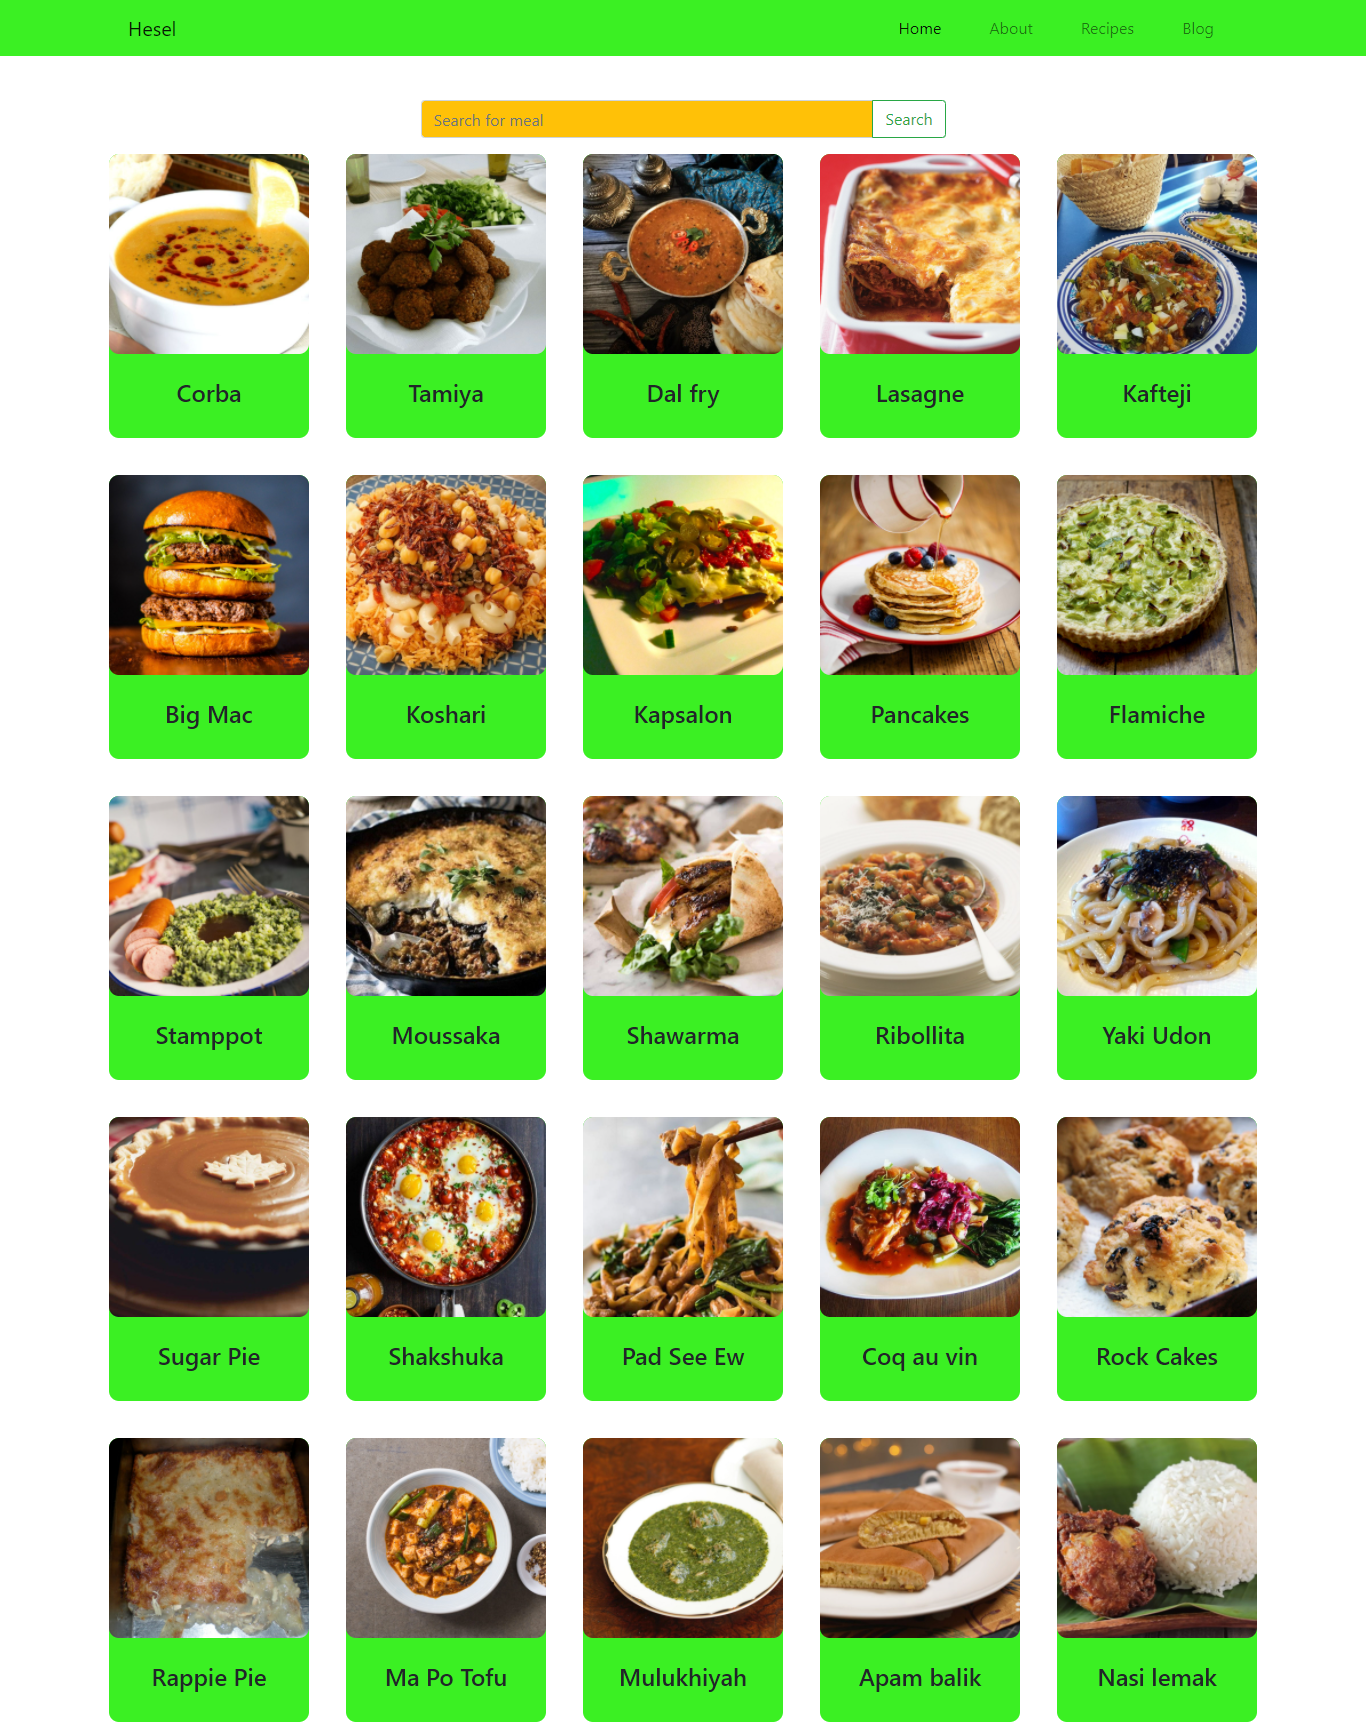 Hesel
Home About Recipes Blog
Search for meal Search
Corba Tamiya Dal fry Lasagne Kafteji
Big Mac Koshari Kapsalon Pancakes Flamiche
Stamppot Moussaka Shawarma Ribollita Yaki Udon
Sugar Pie Shakshuka Pad See Ew Coq au vin Rock Cakes
Rappie Pie Ma Po Tofu Mulukhiyah Apam balik Nasi lemak